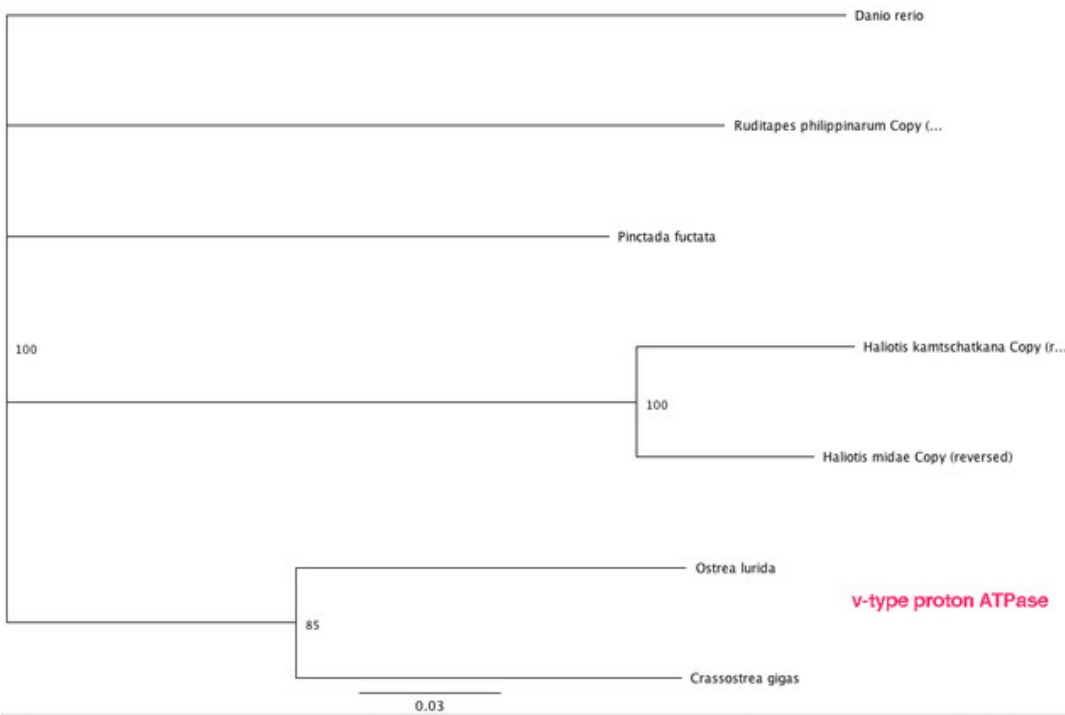 Danio rerio
Ruditapes philippinarum Copy (...
Pinctada fuctata
100
Haliotis kamtschatkana Copy (r...
100
Haliotis midae Copy (reversed)
Ostrea lurida
v-type proton ATPase
85
Crassostrea gigas
0.03